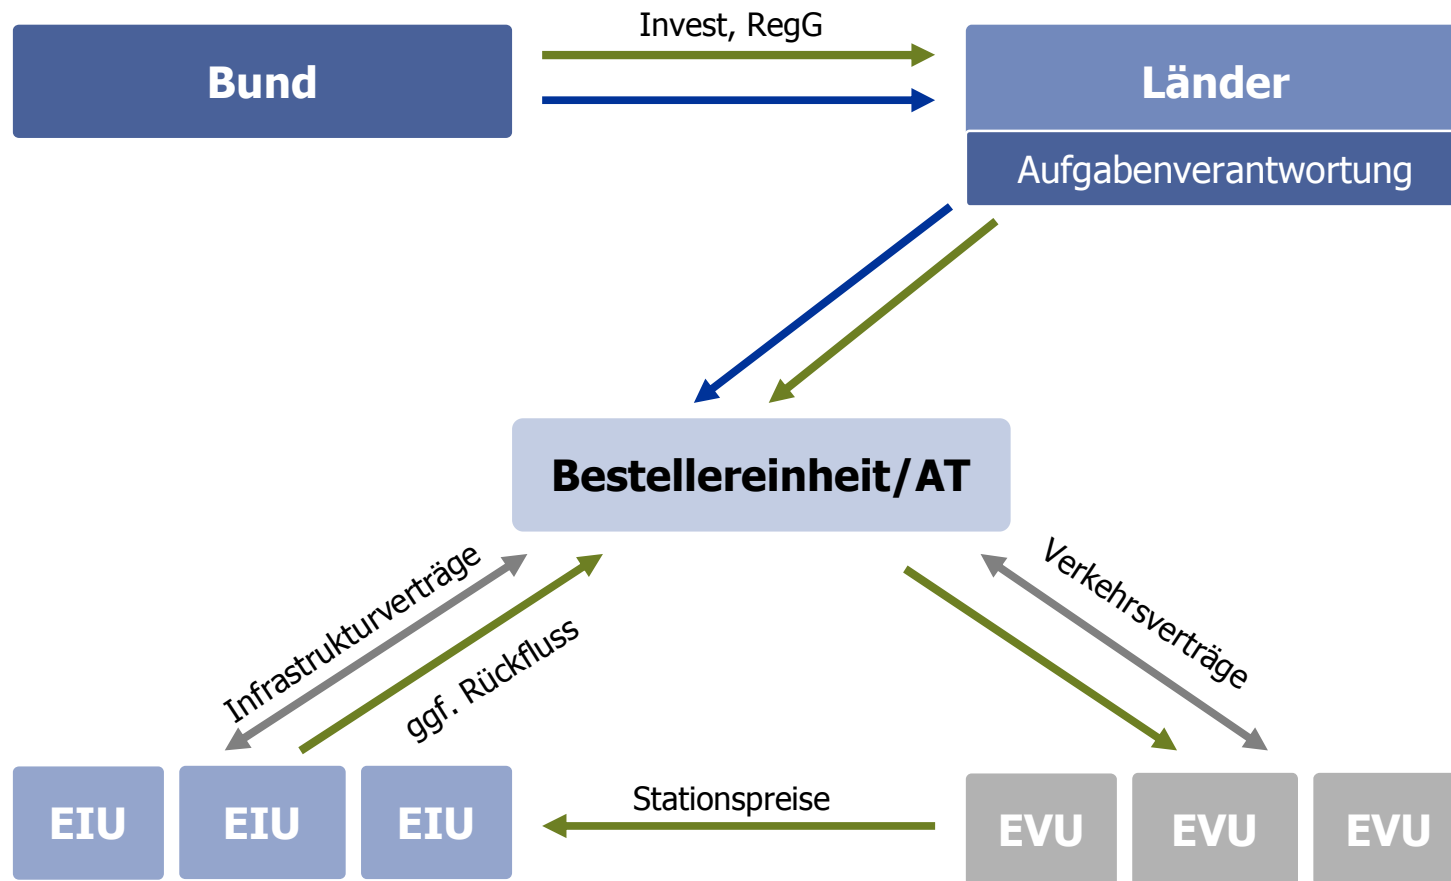 Invest, RegG
Bund
Länder
Aufgabenverantwortung
Bestellereinheit/AT
Infrastrukturverträge
ggf. Rückfluss
Verkehrsverträge
EIU
EIU
EIU
Stationspreise
EVU
EVU
EVU